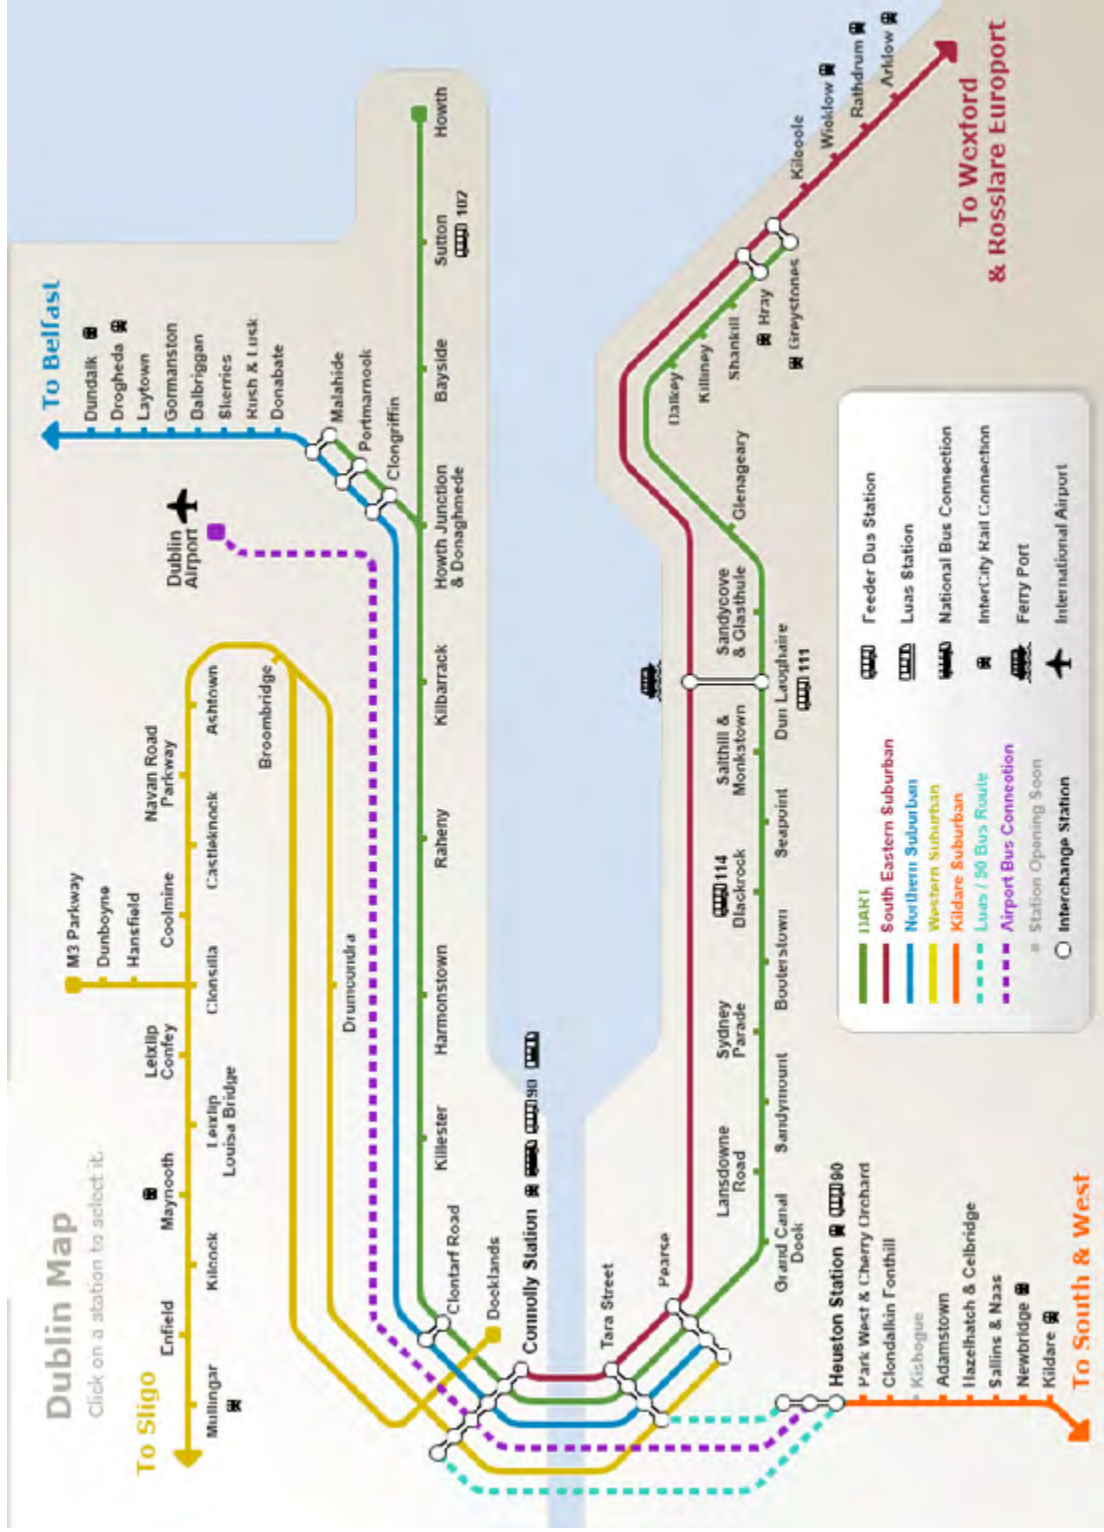 Dublin Map
Click on a station to select it.
To Sligo
Mullingar
Enfield
Kilcock
Maynooth
Leixlip
Louisa Bridge
Leixlip
Confey
Clonsilla
M3 Parkway
Dunboyne
Hansfield
Coolmine
Castleknock
Navan Road
Parkway
Ashtown
Broombridge
Drumcondra
Dublin
Airport
To Belfast
Dundalk
Drogheda
Laytown
Gormanston
Balbriggan
Skerries
Rush & Lusk
Donabate
Malahide
Portmarnook
Clongriffin
Howth
Sutton
102
Bayside
Howth Junction
& Donaghmede
Kilbarrack
Raheny
Harmonstown
Killester
Clontarf Road
Docklands
Connolly Station
90
Tara Street
Pearse
Grand Canal
Dock
Lansdowne
Road
Sandymount
Sydney
Parade
Booterstown
114
Blackrock
Seapoint
Salthill &
Monkstown
Dun Laoghaire
111
Sandycove
& Glasthule
Glenageary
Dalkey
Killiney
Shankill
Bray
Greystones
Kilcoole
Wicklow
Rathdrum
Arklow
To Wexford
& Rosslare Europort
Heuston Station
90
Park West & Cherry Orchard
Clondalkin Fonthill
Kishogue
Adamstown
Hazelhatch & Celbridge
Sallins & Naas
Newbridge
Kildare
To South & West
DART
South Eastern Suburban
Northern Suburban
Western Suburban
Kildare Suburban
Luas / 90 Bus Route
Airport Bus Connection
Station Opening Soon
Interchange Station
Feeder Bus Station
Luas Station
National Bus Connection
InterCity Rail Connection
Ferry Port
International Airport